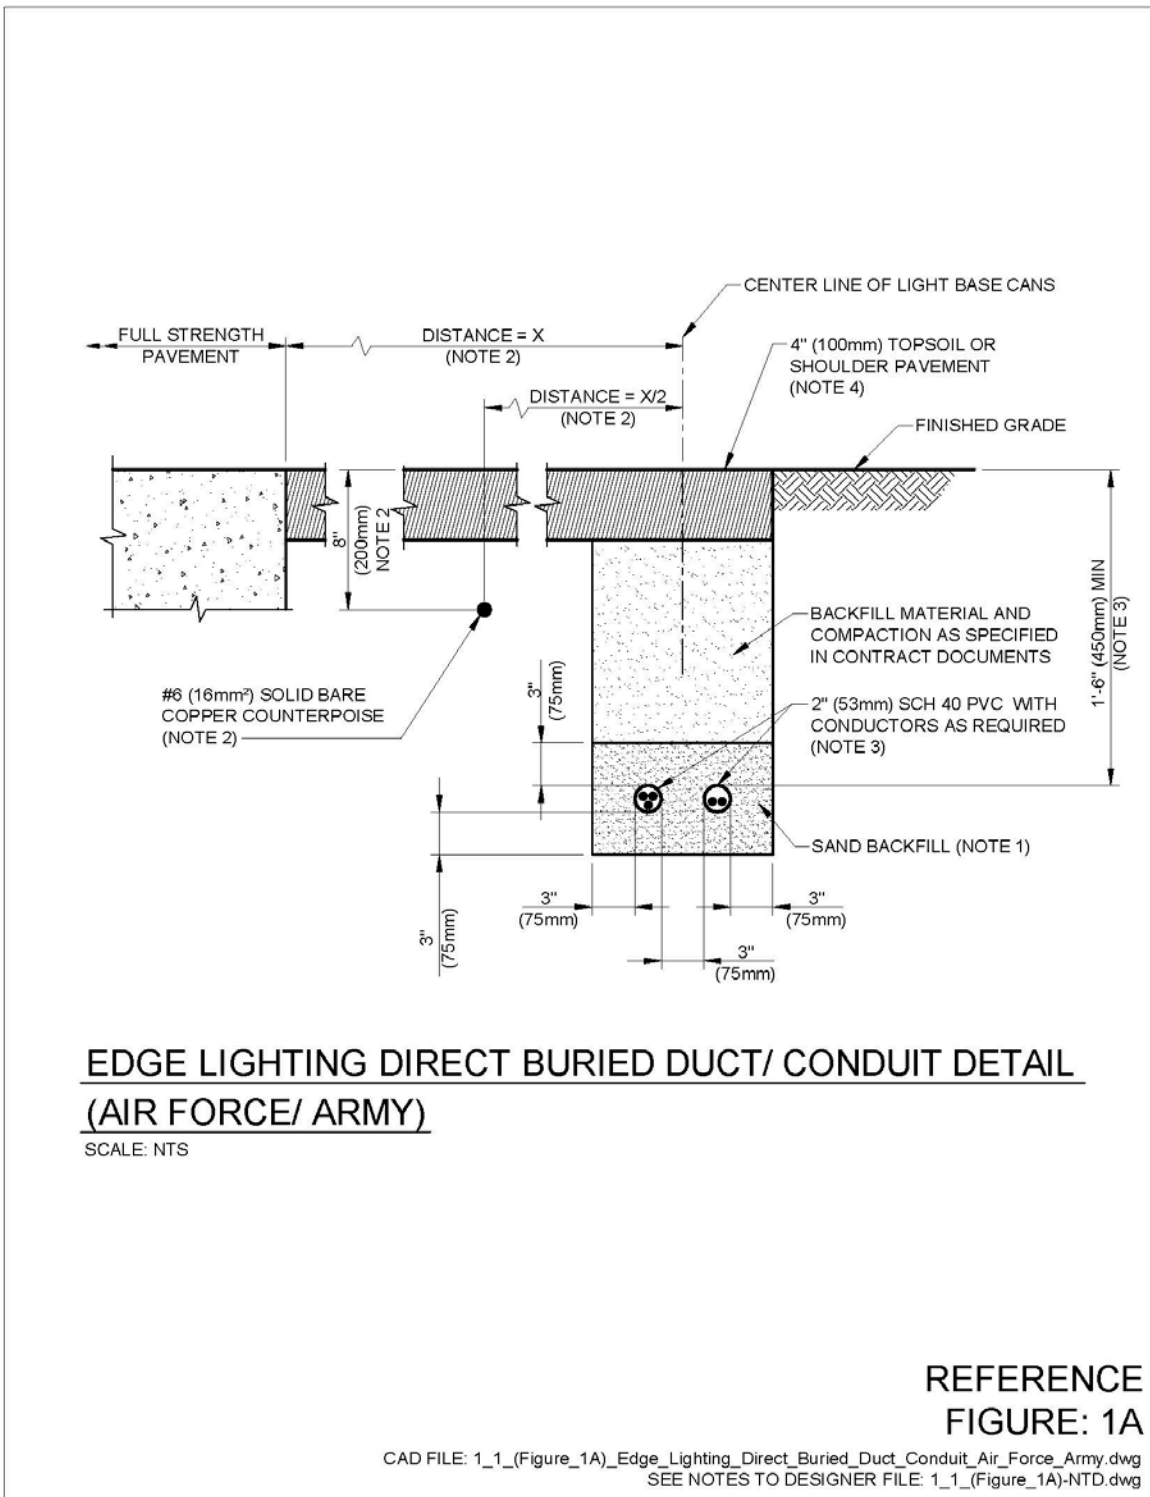 CENTER LINE OF LIGHT BASE CANS
FULL STRENGTH
PAVEMENT
DISTANCE = X
(NOTE 2)
4" (100mm) TOPSOIL OR
SHOULDER PAVEMENT
(NOTE 4)
DISTANCE = X/2
(NOTE 2)
FINISHED GRADE
8"
(200mm)
NOTE 2
1'-6" (450mm) MIN
(NOTE 3)
BACKFILL MATERIAL AND
COMPACTION AS SPECIFIED
IN CONTRACT DOCUMENTS
#6 (16mm²) SOLID BARE
COPPER COUNTERPOISE
(NOTE 2)
3"
(75mm)
2" (53mm) SCH 40 PVC WITH
CONDUCTORS AS REQUIRED
(NOTE 3)
SAND BACKFILL (NOTE 1)
3"
(75mm)
3"
(75mm)
3"
(75mm)
3"
(75mm)
EDGE LIGHTING DIRECT BURIED DUCT/ CONDUIT DETAIL
(AIR FORCE/ ARMY)
SCALE: NTS
REFERENCE
FIGURE: 1A
CAD FILE: 1_1_(Figure_1A)_Edge_Lighting_Direct_Buried_Duct_Conduit_Air_Force_Army.dwg
SEE NOTES TO DESIGNER FILE: 1_1_(Figure_1A)-NTD.dwg